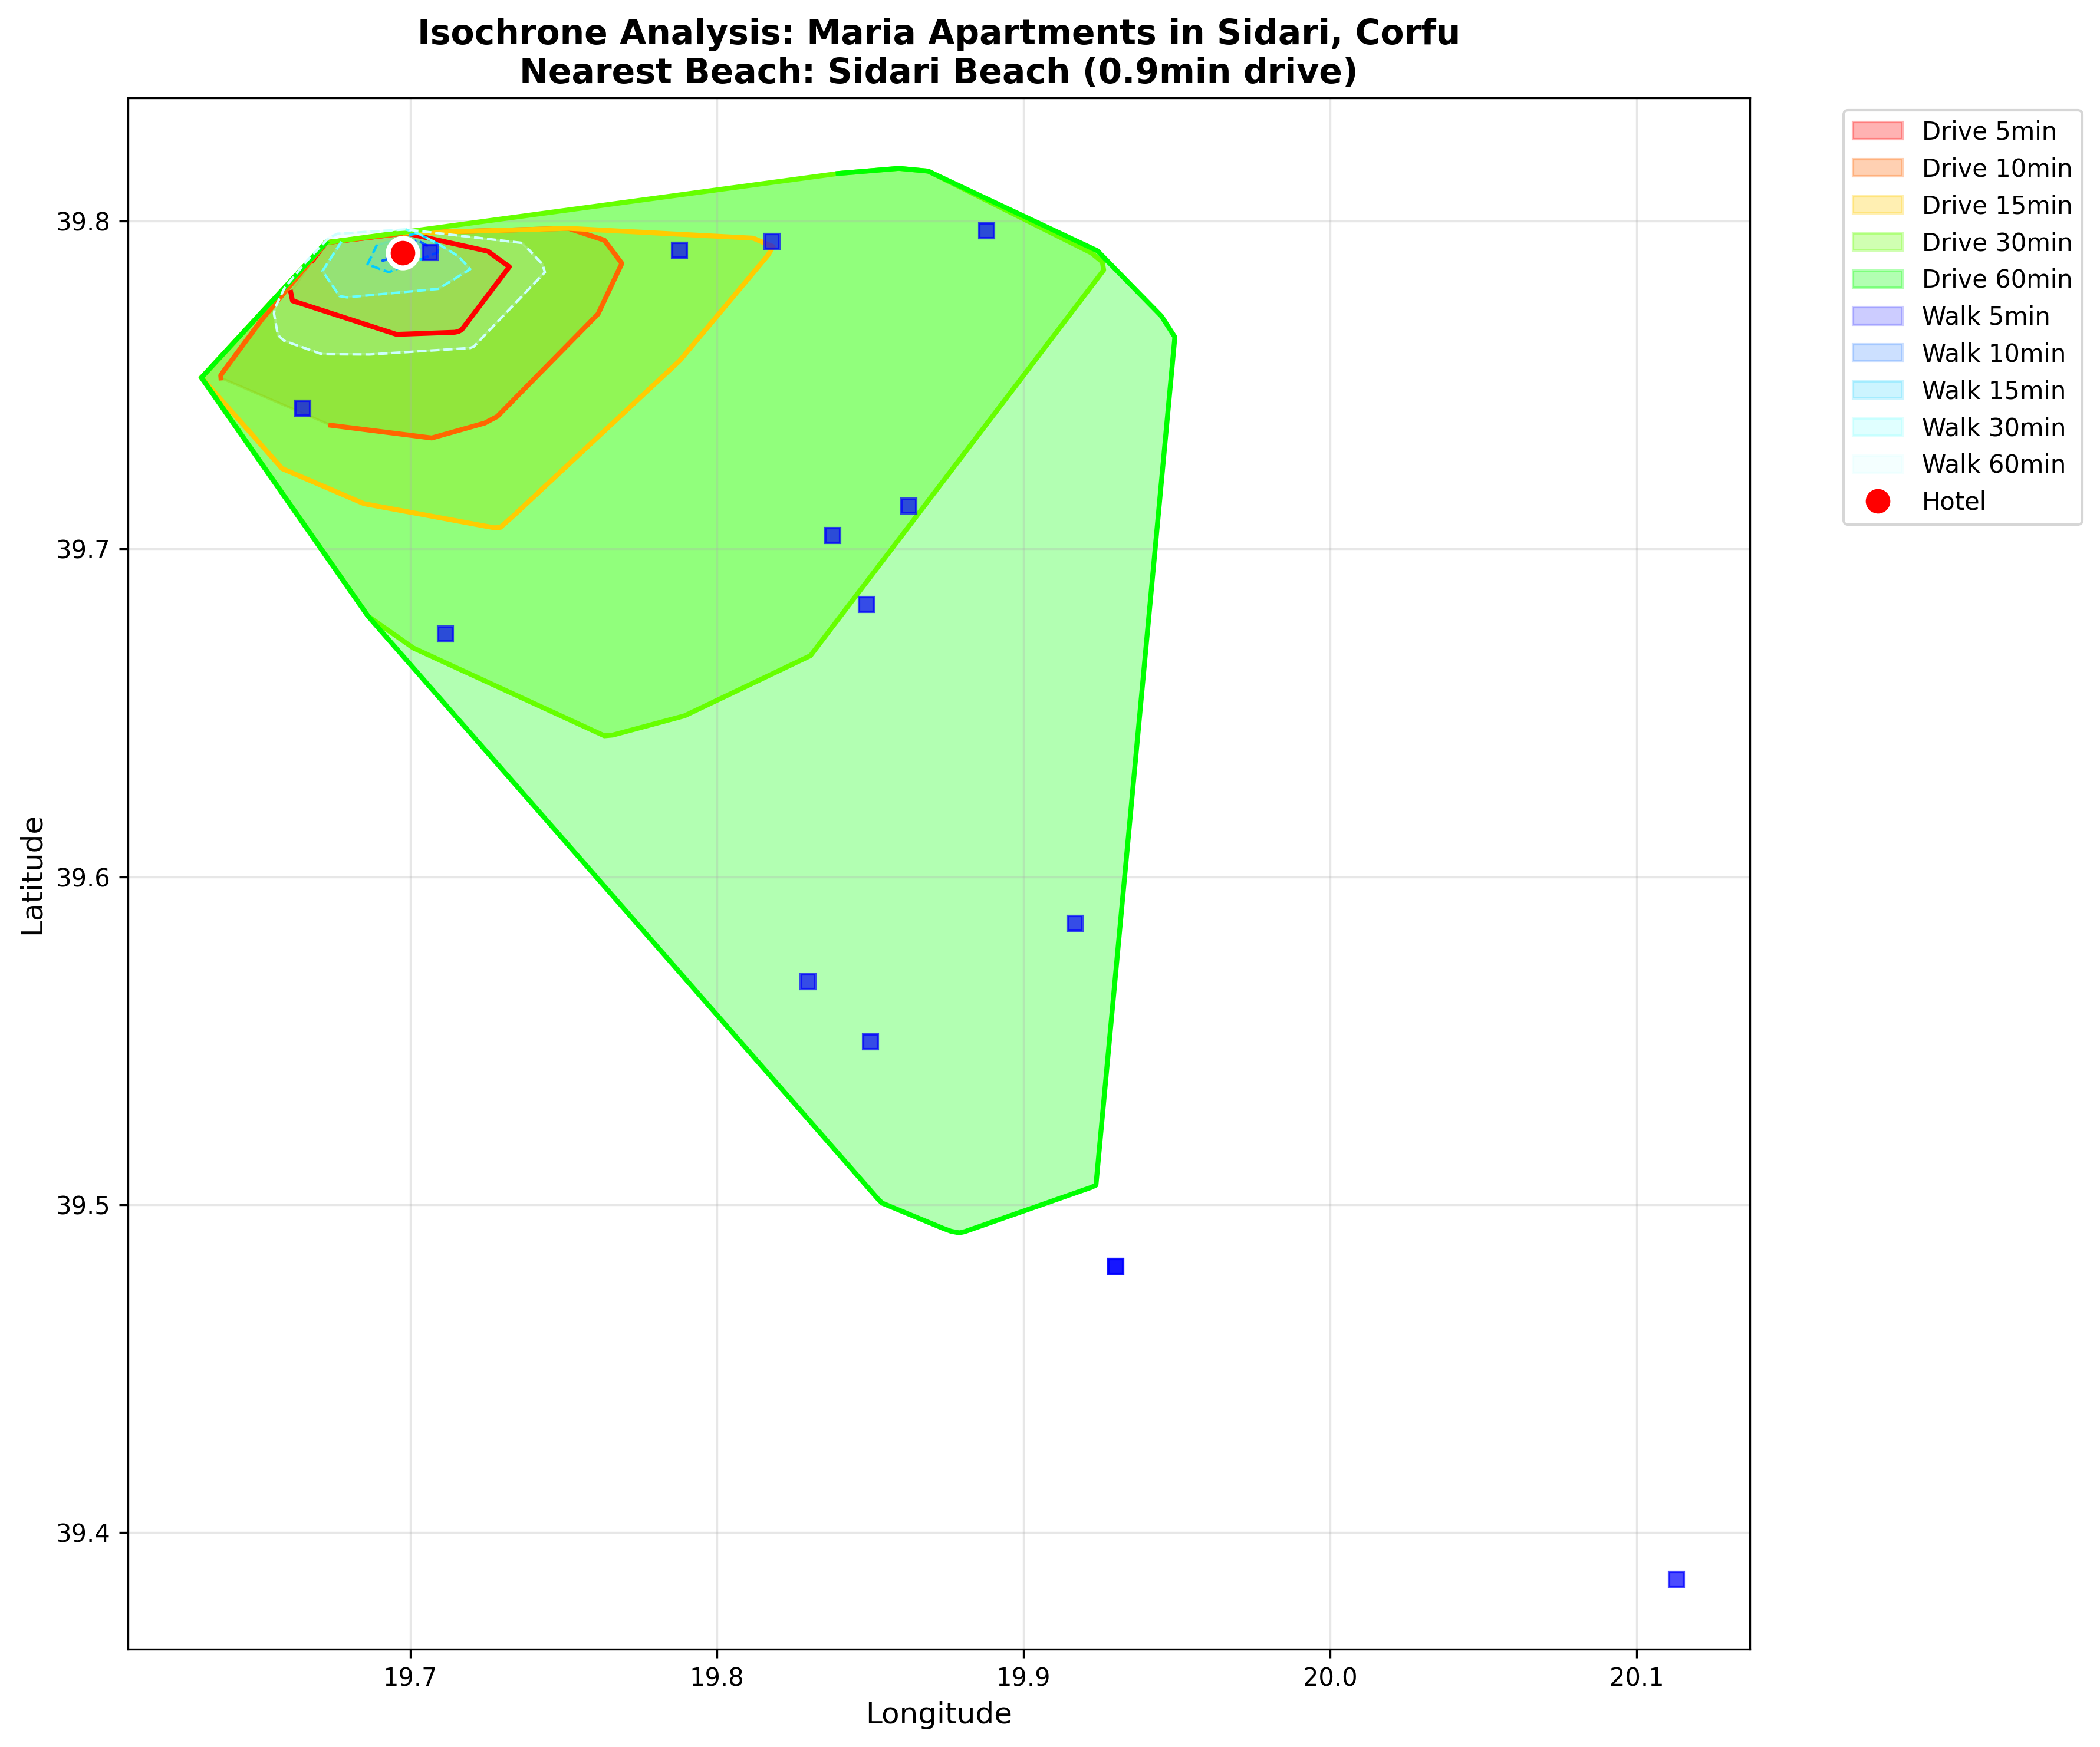 Isochrone Analysis: Maria Apartments in Sidari, Corfu
Nearest Beach: Sidari Beach (0.9min drive)
Drive 5min
Drive 10min
Drive 15min
Drive 30min
Drive 60min
Walk 5min
Walk 10min
Walk 15min
Walk 30min
Walk 60min
Hotel
Latitude
39.8
39.7
39.6
39.5
39.4
19.7
19.8
19.9
20.0
20.1
Longitude